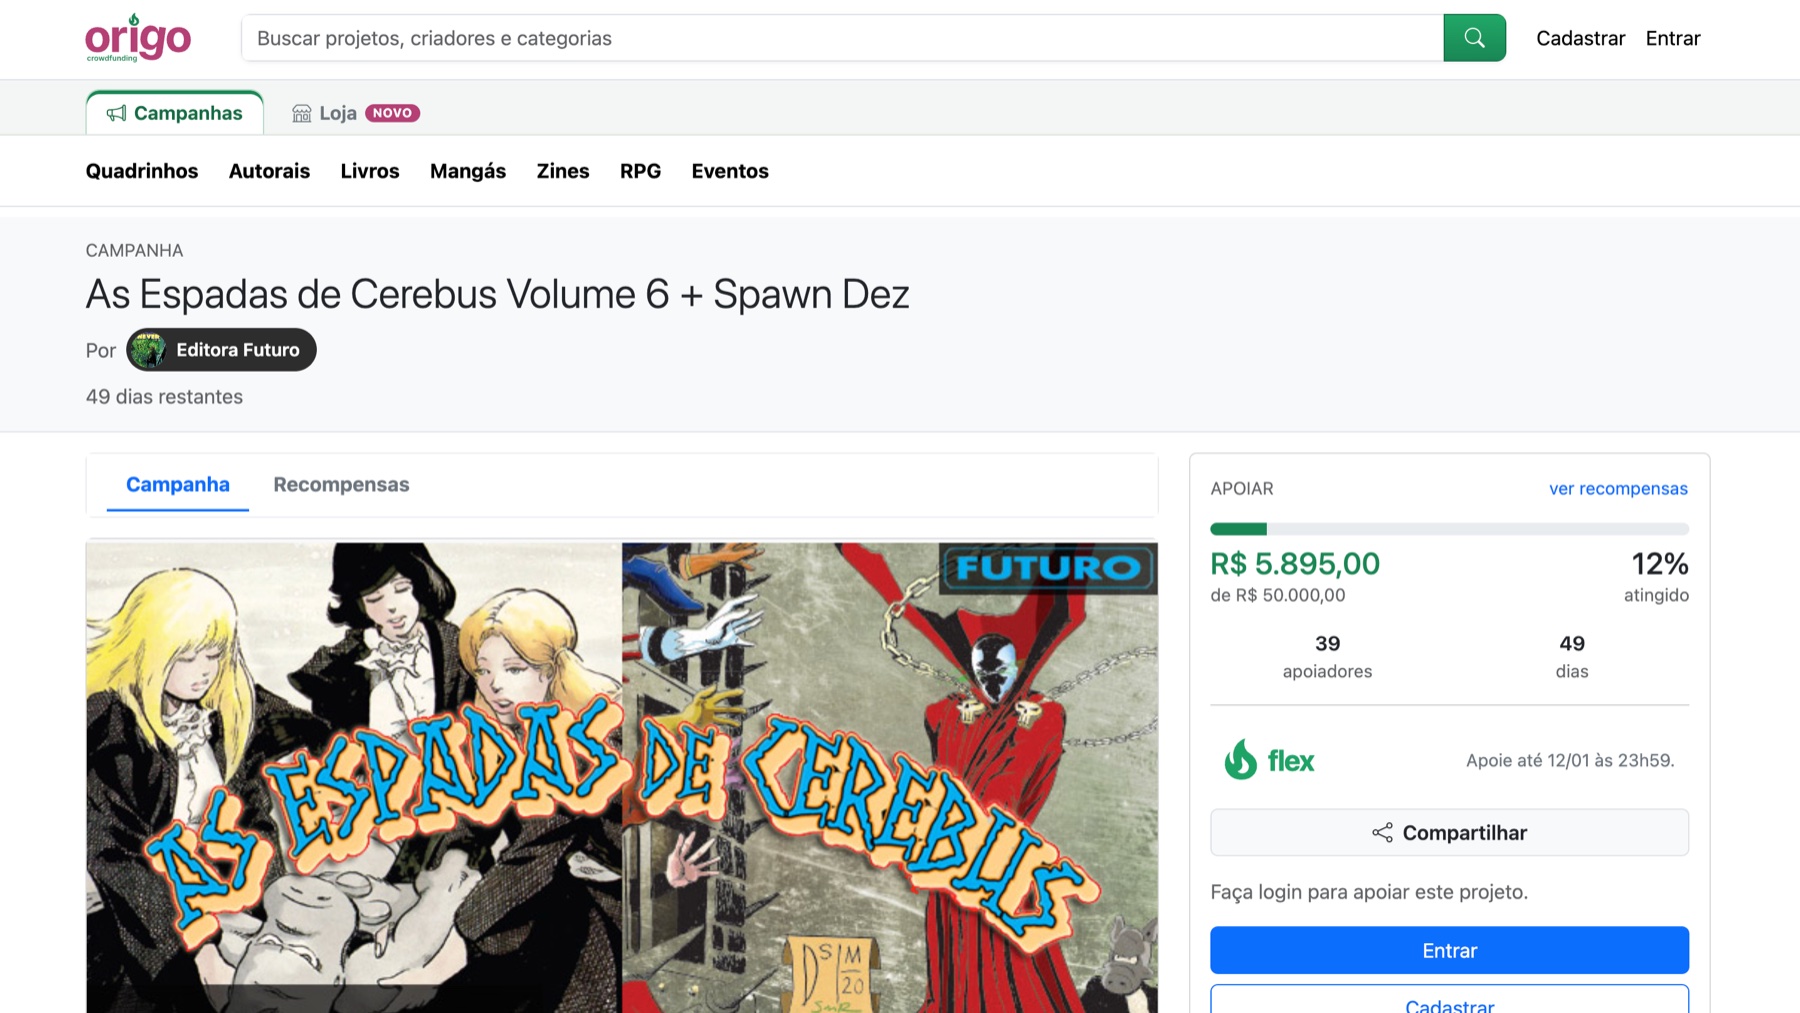 origo
crowdfunding
Buscar projetos, criadores e categorias
Cadastrar
Entrar
Campanhas
Loja
NOVO
Quadrinhos
Autorais
Livros
Mangás
Zines
RPG
Eventos
CAMPANHA
As Espadas de Cerebus Volume 6 + Spawn Dez
Por
Editora Futuro
49 dias restantes
Campanha
Recompensas
FUTURO
AS ESPADAS DE CEREBUS
APOIAR
ver recompensas
R$ 5.895,00
12%
de R$ 50.000,00
atingido
39
49
apoiadores
dias
flex
Apoie até 12/01 às 23h59.
Compartilhar
Faça login para apoiar este projeto.
Entrar
Cadastrar